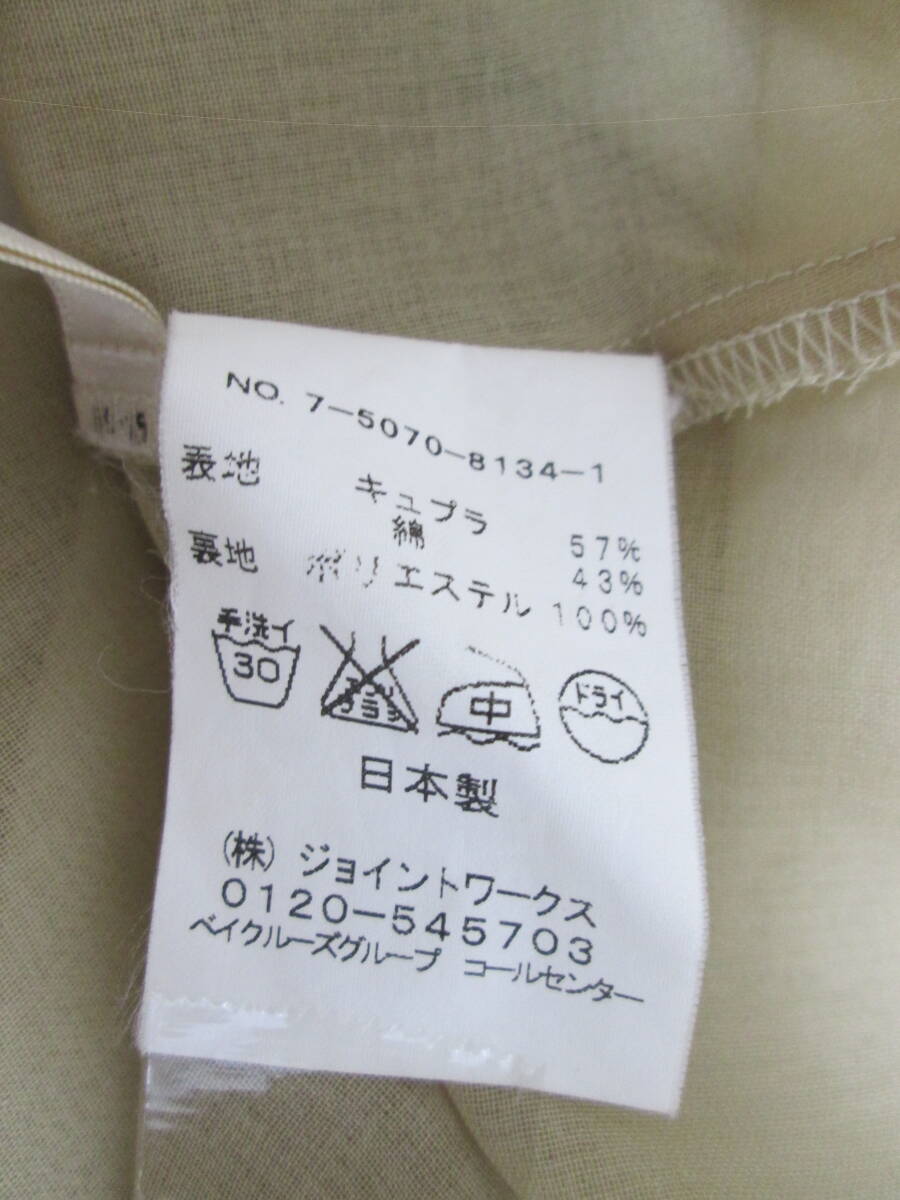 NO. 7-5070-8134-1
表地 キュプラ 57%
綿 43%
裏地 ポリエステル 100%
手洗イ 30
中
ドライ
日本製
(株) ジョイントワークス
0120-545703
ベイクルーズグループ コールセンター